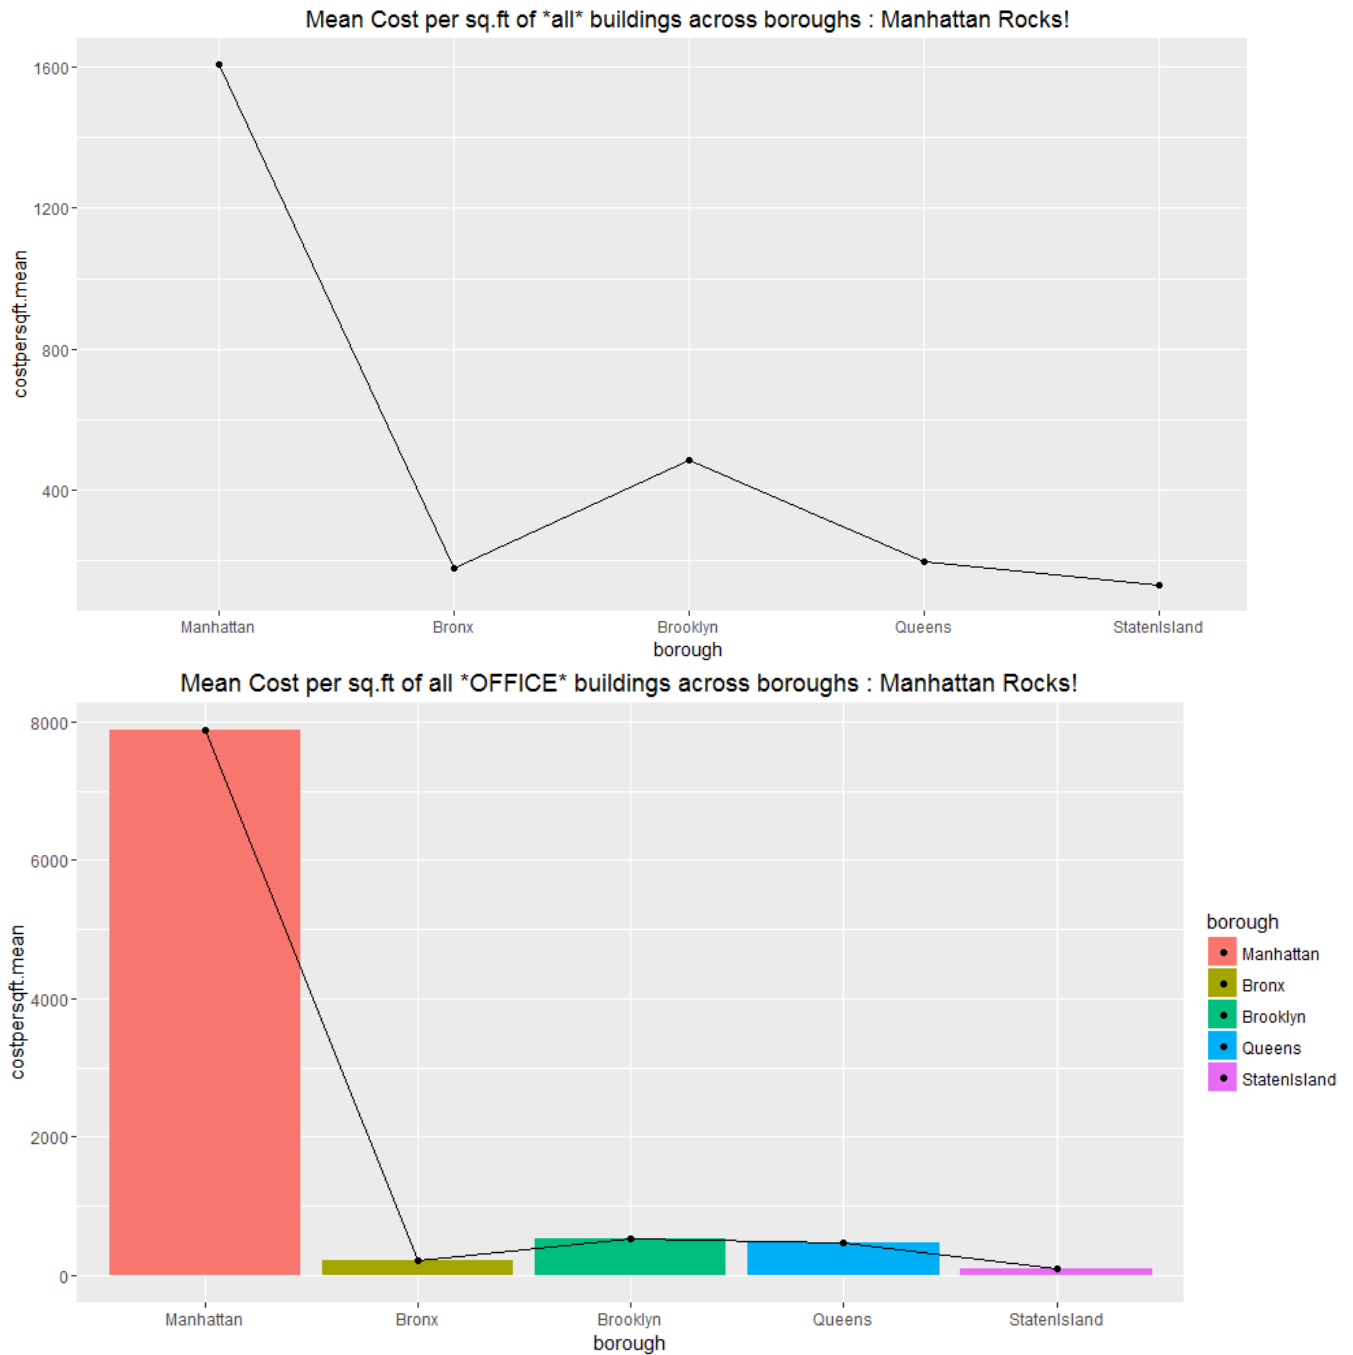 Mean Cost per sq.ft of *all* buildings across boroughs : Manhattan Rocks!
costpersqft.mean
1600
1200
800
400
Manhattan Bronx Brooklyn Queens StatenIsland
borough
Mean Cost per sq.ft of all *OFFICE* buildings across boroughs : Manhattan Rocks!
costpersqft.mean
8000
6000
4000
2000
0
Manhattan Bronx Brooklyn Queens StatenIsland
borough
borough
Manhattan
Bronx
Brooklyn
Queens
StatenIsland